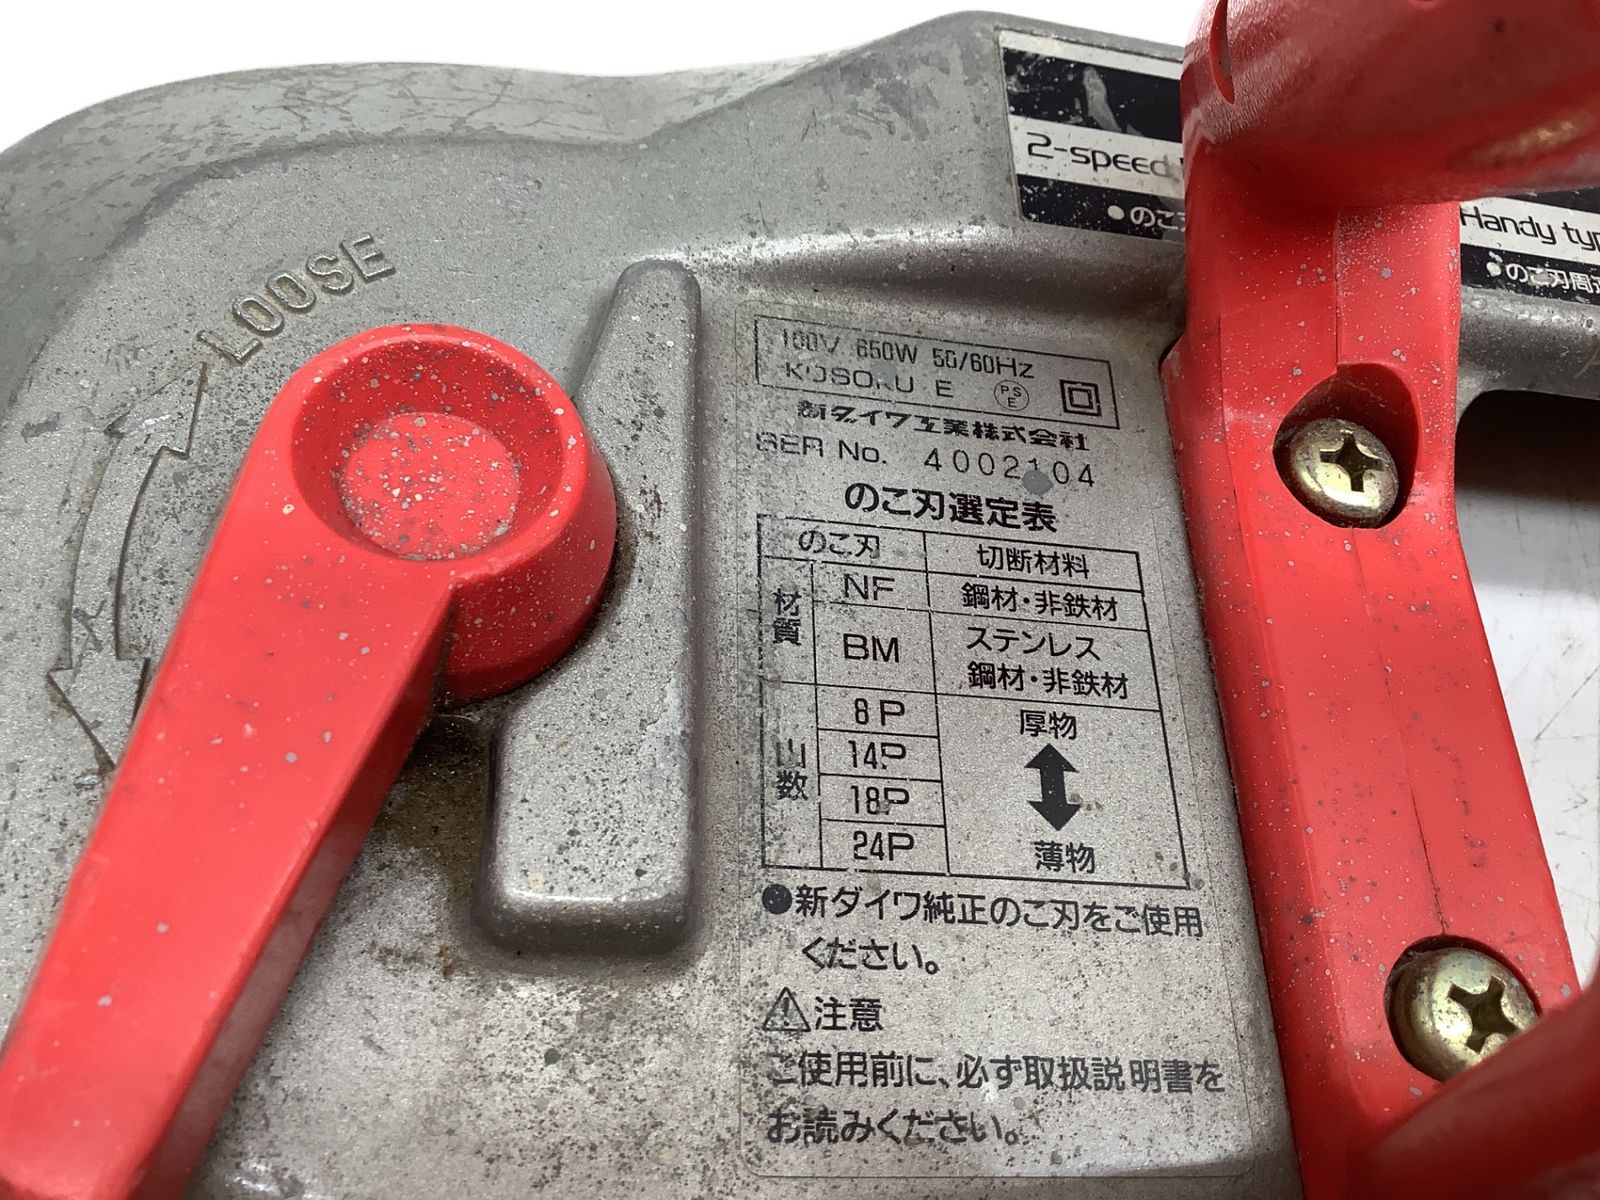 2-speed
●のこ
Handy typ
●のこ刃周速
LOOSE
100V 650W 50/60Hz
KOSOKU E PSE
新ダイワ工業株式会社
SER No. 4002104
のこ刃選定表
のこ刃 切断材料
材質 NF 鋼材・非鉄材
BM ステンレス
鋼材・非鉄材
山数 8P 厚物
14P
18P
24P 薄物
●新ダイワ純正のこ刃をご使用
ください。
⚠注意
ご使用前に、必ず取扱説明書を
お読みください。